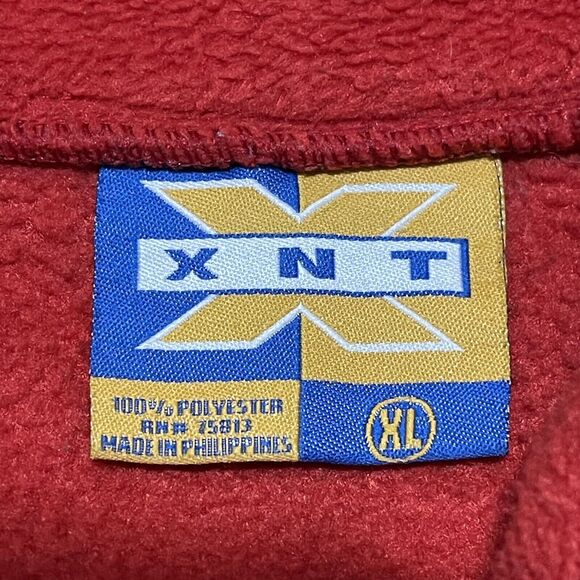 XNT
100% POLYESTER
RN# 75813
MADE IN PHILIPPINES
XL